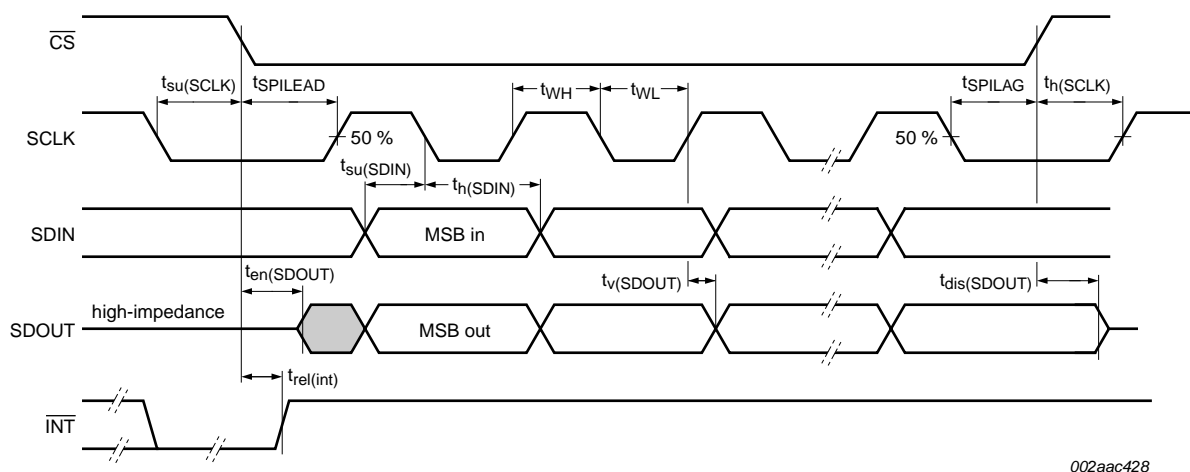 CS
tsu(SCLK) tSPILEAD tWH tWL tSPILAG th(SCLK)
SCLK 50 % 50 %
tsu(SDIN) th(SDIN)
SDIN MSB in
ten(SDOUT) tv(SDOUT) tdis(SDOUT)
high-impedance
SDOUT MSB out
trel(int)
INT
002aac428